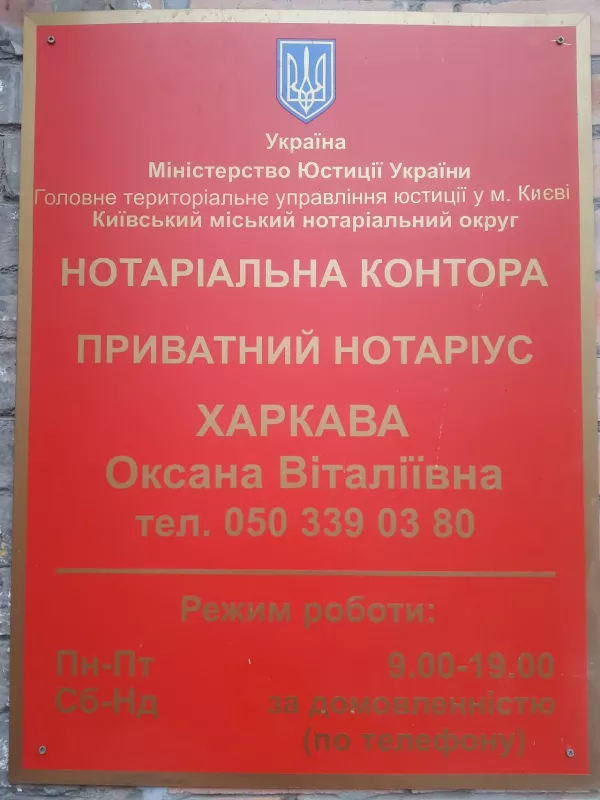 Україна
Міністерство Юстиції України
Головне територіальне управління юстиції у м. Києві
Київський міський нотаріальний округ
НОТАРІАЛЬНА КОНТОРА
ПРИВАТНИЙ НОТАРІУС
ХАРКАВА
Оксана Віталіївна
тел. 050 339 03 80
Режим роботи:
Пн-Пт 9.00-19.00
Сб-Нд за домовленністю
(по телефону)